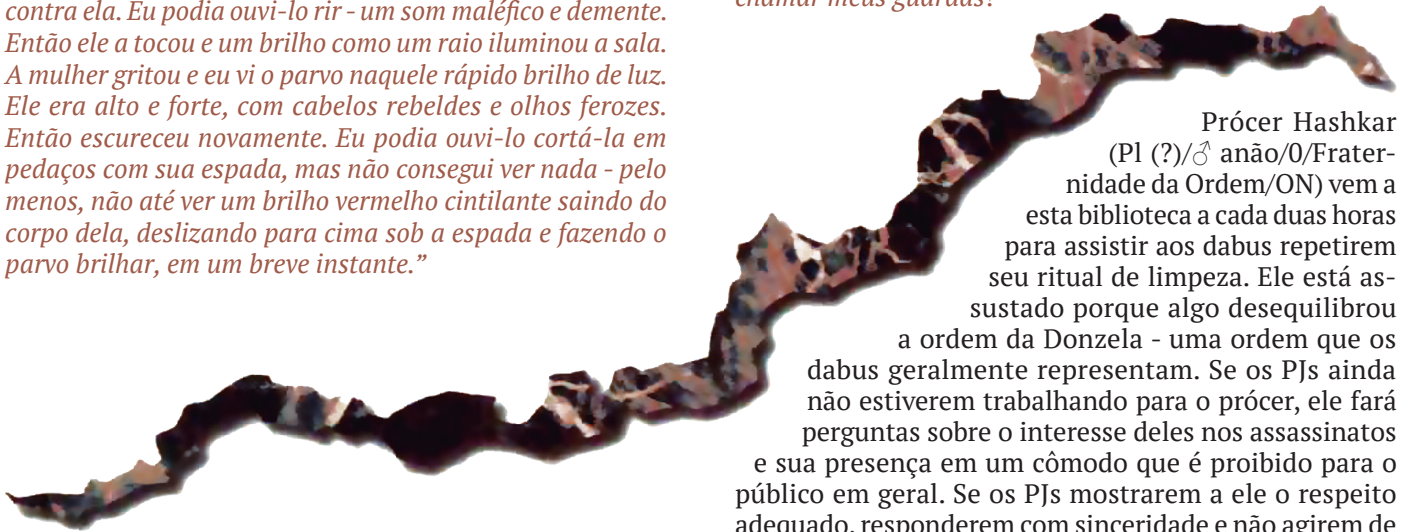 contra ela. Eu podia ouvi-lo rir - um som maléfico e demente.
Então ele a tocou e um brilho como um raio iluminou a sala.
A mulher gritou e eu vi o parvo naquele rápido brilho de luz.
Ele era alto e forte, com cabelos rebeldes e olhos ferozes.
Então escureceu novamente. Eu podia ouvi-lo cortá-la em
pedaços com sua espada, mas não consegui ver nada - pelo
menos, não até ver um brilho vermelho cintilante saindo do
corpo dela, deslizando para cima sob a espada e fazendo o
parvo brilhar, em um breve instante.”
chamar meus guardas?
Prócer Hashkar
(Pl (?)/♂ anão/0/Frater-
nidade da Ordem/ON) vem a
esta biblioteca a cada duas horas
para assistir aos dabus repetirem
seu ritual de limpeza. Ele está as-
sustado porque algo desequilibrou
a ordem da Donzela - uma ordem que os
dabus geralmente representam. Se os PJs ainda
não estiverem trabalhando para o prócer, ele fará
perguntas sobre o interesse deles nos assassinatos
e sua presença em um cômodo que é proibido para o
público em geral. Se os PJs mostrarem a ele o respeito
adequado, responderem com sinceridade e não agirem de